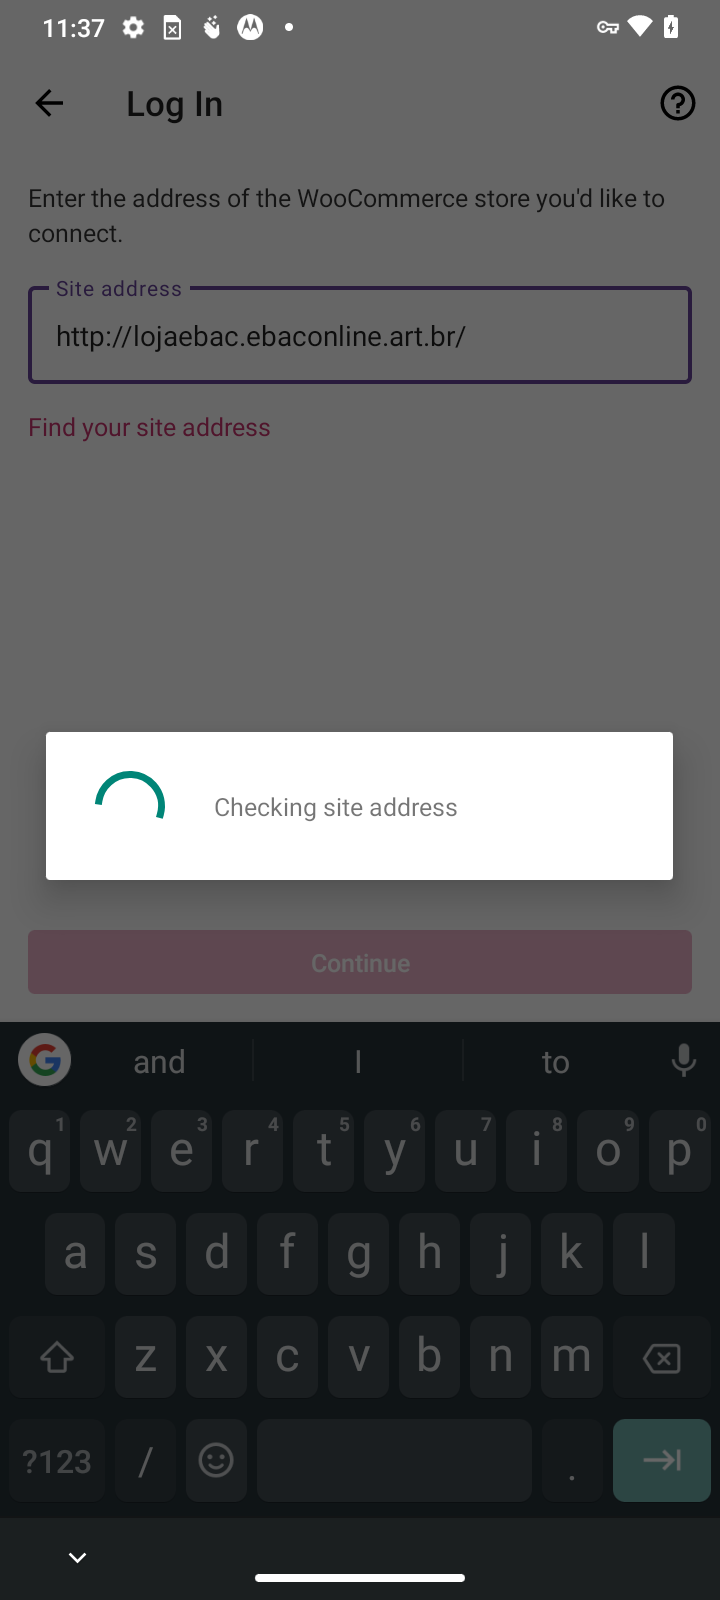 11:37
Log In
Enter the address of the WooCommerce store you'd like to
connect.
Site address
http://lojaebac.ebaconline.art.br/
Find your site address
Checking site address
Continue
and I to
q1 w2 e3 r4 t5 y6 u7 i8 o9 p0
a s d f g h j k l
z x c v b n m
?123 / .